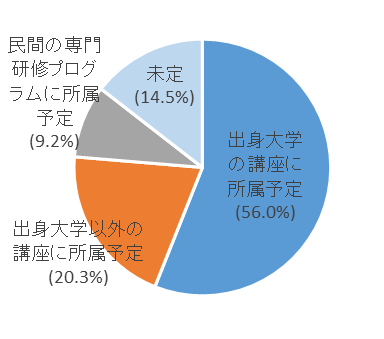 民間の専門
研修プログ
ラムに所属
予定
(9.2%)
未定
(14.5%)
出身大学
の講座に
所属予定
(56.0%)
出身大学以外の
講座に所属予定
(20.3%)